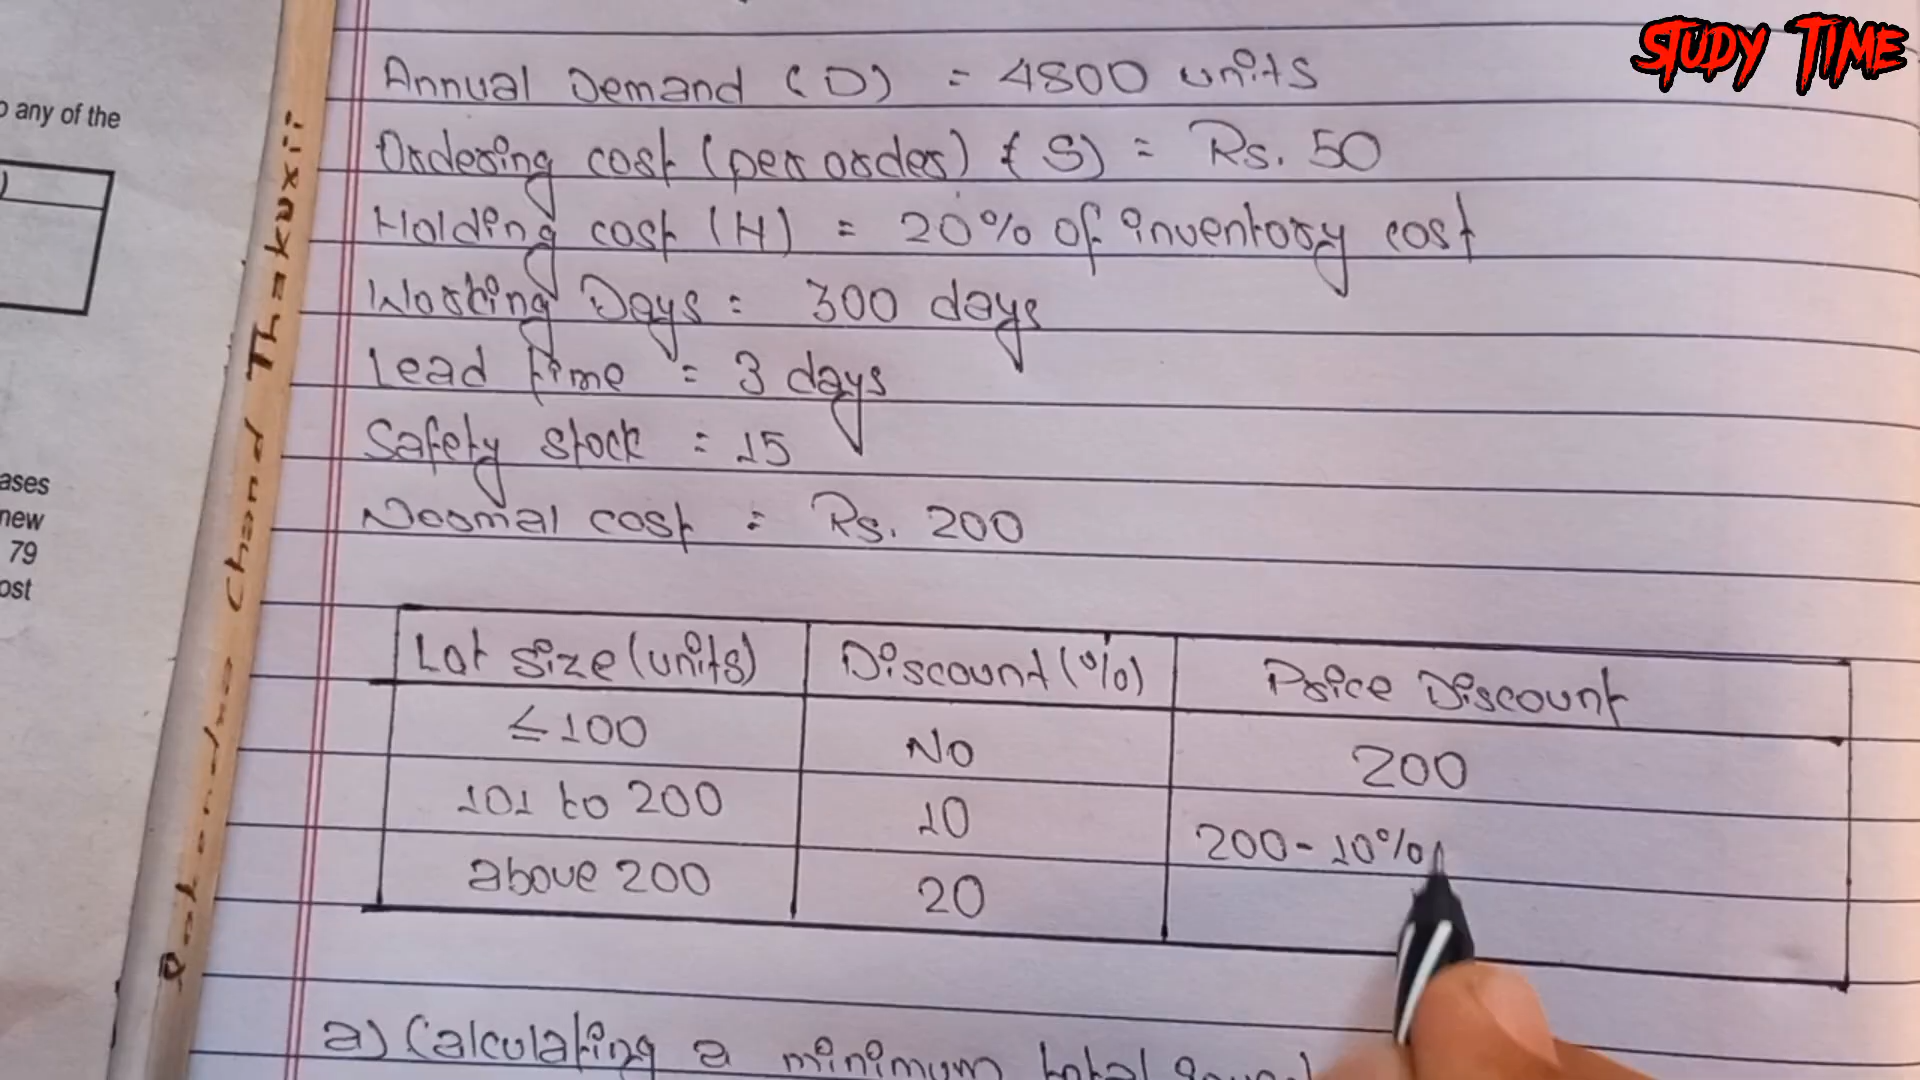 STUDY TIME
o any of the
)
ases
new
79
ost
Annual Demand (D) = 4800 units
Ordering cost (per order) (S) = Rs. 50
Holding cost (H) = 20% of inventory cost
Working Days = 300 days
Lead time = 3 days
Safety stock = 15
Normal cost = Rs. 200
Lot size (units) Discount (%) Price Discount
≤100 No 200
101 to 200 10 200 - 10%
above 200 20
a) Calculating a minimum total
Chand Thakuri